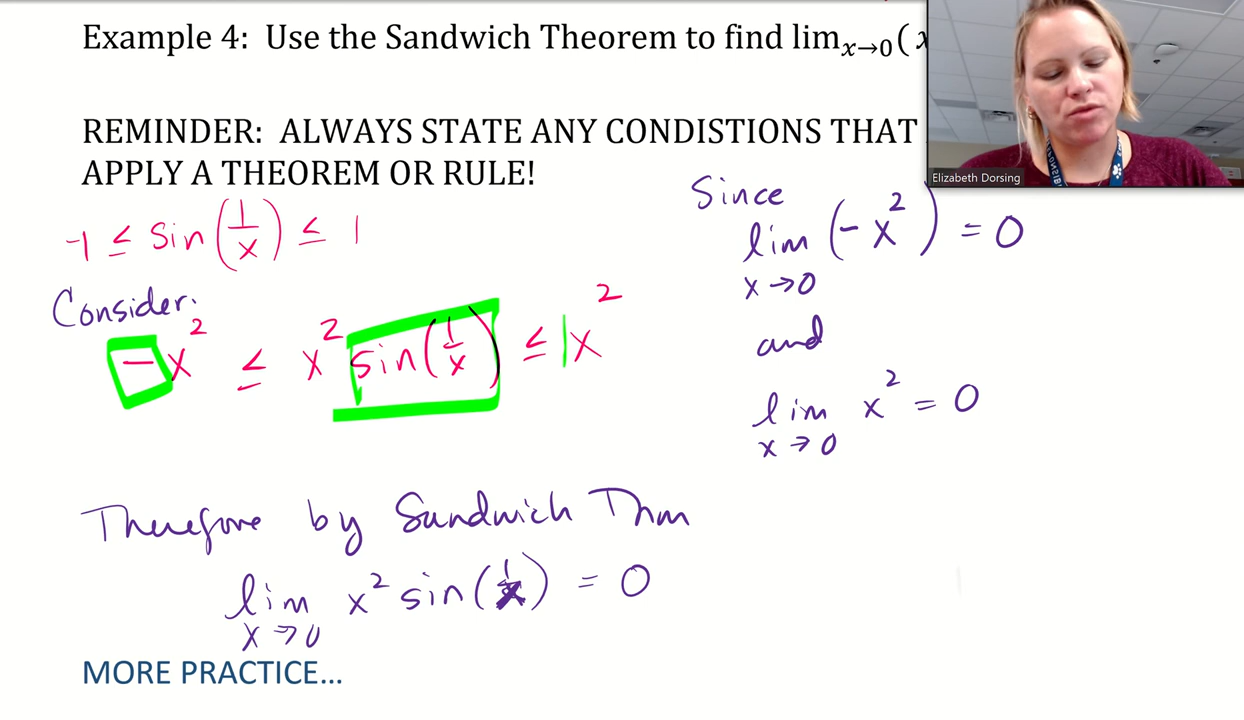 Example 4: Use the Sandwich Theorem to find lim x→0 (x
REMINDER: ALWAYS STATE ANY CONDISTIONS THAT
APPLY A THEOREM OR RULE!
Elizabeth Dorsing
-1 ≤ sin(1/x) ≤ 1
Consider:
-x² ≤ x² sin(1/x) ≤ 1x²
Since
lim x→0 (-x²) = 0
and
lim x→0 x² = 0
Therefore by Sandwich Thm
lim x→0 x² sin(1/x) = 0
MORE PRACTICE...